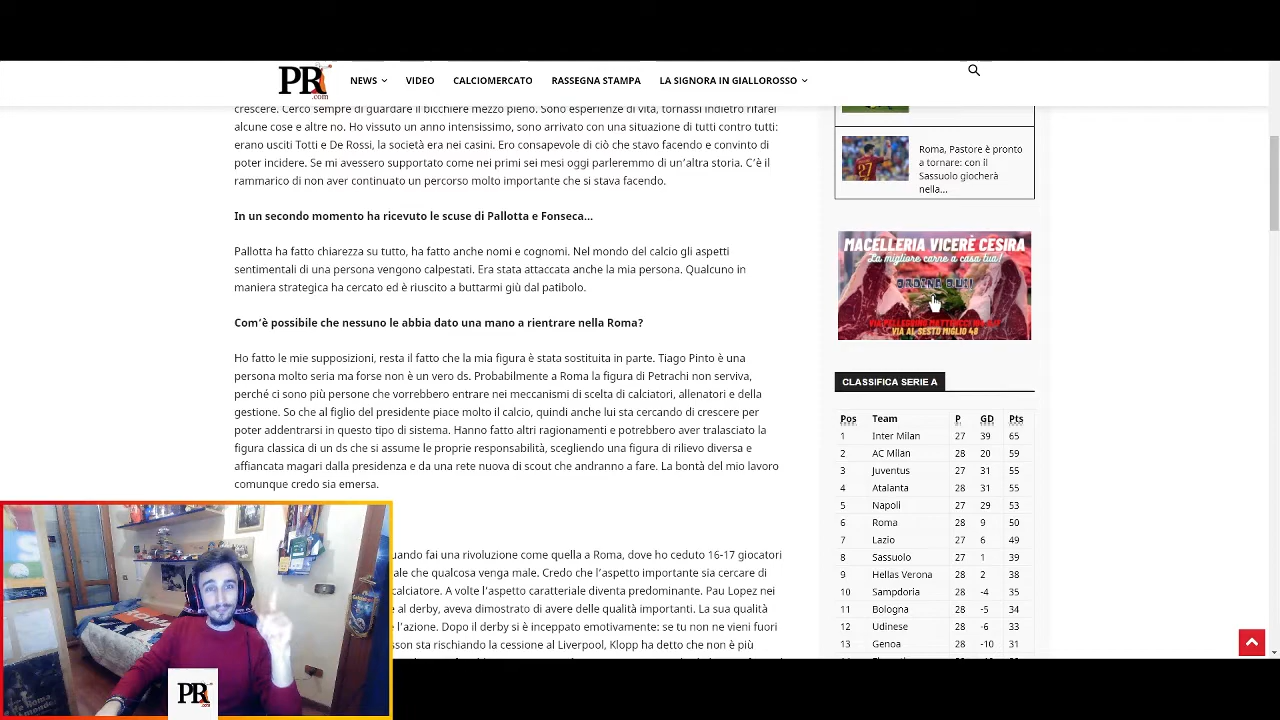 PR
.com
NEWS
VIDEO
CALCIOMERCATO
RASSEGNA STAMPA
LA SIGNORA IN GIALLOROSSO
crescere. Cerco sempre di guardare il bicchiere mezzo pieno. Sono esperienze di vita, tornassi indietro rifarei
alcune cose e altre no. Ho vissuto un anno intensissimo, sono arrivato con una situazione di tutti contro tutti:
erano usciti Totti e De Rossi, la società era nei casini. Ero consapevole di ciò che stavo facendo e convinto di
poter incidere. Se mi avessero supportato come nei primi sei mesi oggi parleremmo di un'altra storia. C'è il
rammarico di non aver continuato un percorso molto importante che si stava facendo.
In un secondo momento ha ricevuto le scuse di Pallotta e Fonseca...
Pallotta ha fatto chiarezza su tutto, ha fatto anche nomi e cognomi. Nel mondo del calcio gli aspetti
sentimentali di una persona vengono calpestati. Era stata attaccata anche la mia persona. Qualcuno in
maniera strategica ha cercato ed è riuscito a buttarmi giù dal patibolo.
Com'è possibile che nessuno le abbia dato una mano a rientrare nella Roma?
Ho fatto le mie supposizioni, resta il fatto che la mia figura è stata sostituita in parte. Tiago Pinto è una
persona molto seria ma forse non è un vero ds. Probabilmente a Roma la figura di Petrachi non serviva,
perché ci sono più persone che vorrebbero entrare nei meccanismi di scelta di calciatori, allenatori e della
gestione. So che al figlio del presidente piace molto il calcio, quindi anche lui sta cercando di crescere per
poter addentrarsi in questo tipo di sistema. Hanno fatto altri ragionamenti e potrebbero aver tralasciato la
figura classica di un ds che si assume le proprie responsabilità, scegliendo una figura di rilievo diversa e
affiancata magari dalla presidenza e da una rete nuova di scout che andranno a fare. La bontà del mio lavoro
comunque credo sia emersa.
uando fai una rivoluzione come quella a Roma, dove ho ceduto 16-17 giocatori
ale che qualcosa venga male. Credo che l'aspetto importante sia cercare di
calciatore. A volte l'aspetto caratteriale diventa predominante. Pau Lopez nei
e al derby, aveva dimostrato di avere delle qualità importanti. La sua qualità
e l'azione. Dopo il derby si è inceppato emotivamente: se tu non ne vieni fuori
sson sta rischiando la cessione al Liverpool, Klopp ha detto che non è più
Roma, Pastore è pronto
a tornare: con il
Sassuolo giocherà
nella...
MACELLERIA VICERÈ CESIRA
La migliore carne a casa tua!
ORDINA QUI!
VIA AL SESTO MIGLIO 48
CLASSIFICA SERIE A
Pos Team P GD Pts
1 Inter Milan 27 39 65
2 AC Milan 28 20 59
3 Juventus 27 31 55
4 Atalanta 28 31 55
5 Napoli 27 29 53
6 Roma 28 9 50
7 Lazio 27 6 49
8 Sassuolo 27 1 39
9 Hellas Verona 28 2 38
10 Sampdoria 28 -4 35
11 Bologna 28 -5 34
12 Udinese 28 -6 33
13 Genoa 28 -10 31
PR
.com